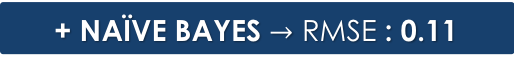 + NAÏVE BAYES → RMSE : 0.11